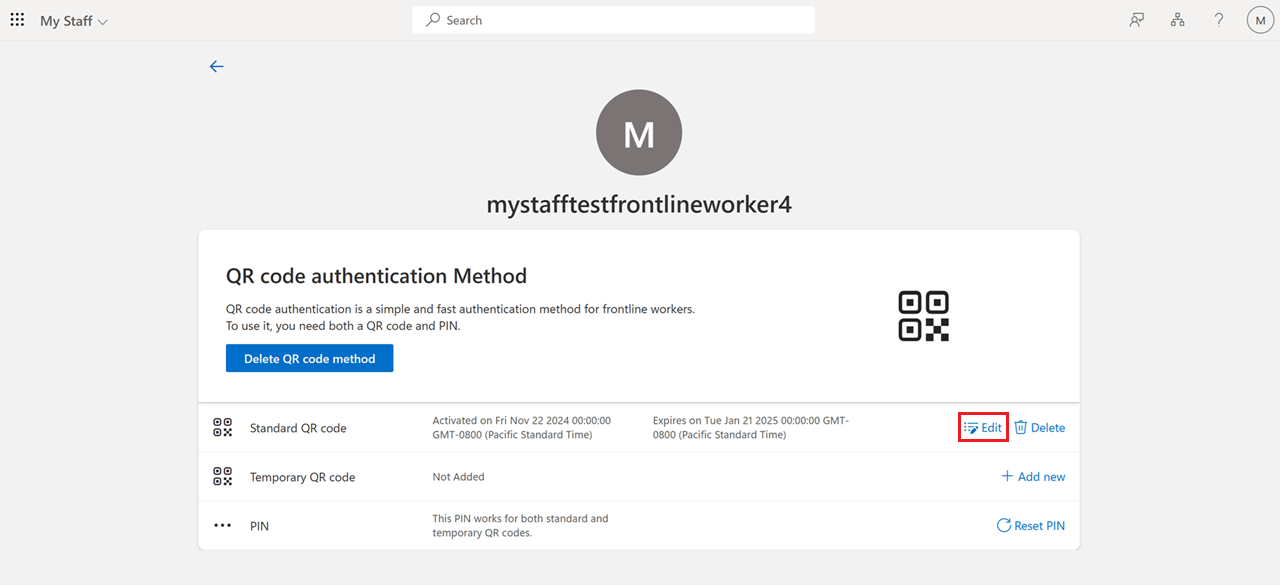 My Staff
Search
M
M
mystafftestfrontlineworker4
QR code authentication Method
QR code authentication is a simple and fast authentication method for frontline workers.
To use it, you need both a QR code and PIN.
Delete QR code method
Standard QR code
Activated on Fri Nov 22 2024 00:00:00
GMT-0800 (Pacific Standard Time)
Expires on Tue Jan 21 2025 00:00:00 GMT-
0800 (Pacific Standard Time)
Edit
Delete
Temporary QR code
Not Added
Add new
PIN
This PIN works for both standard and
temporary QR codes.
Reset PIN